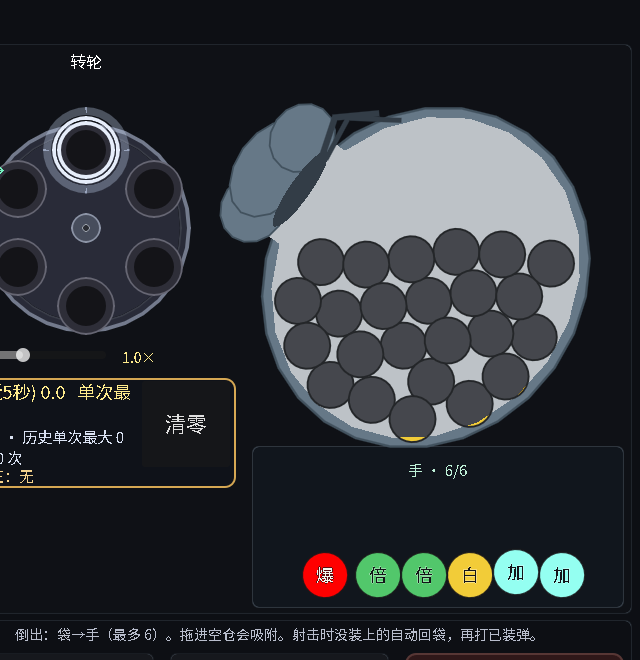 转轮
1.0×
5秒) 0.0 单次最
清零
· 历史单次最大 0
0 次
: 无
手 · 6/6
爆 倍 倍 白 加 加
倒出: 袋→手 (最多 6) 。拖进空仓会吸附。射击时没装上的自动回袋, 再打已装弹。